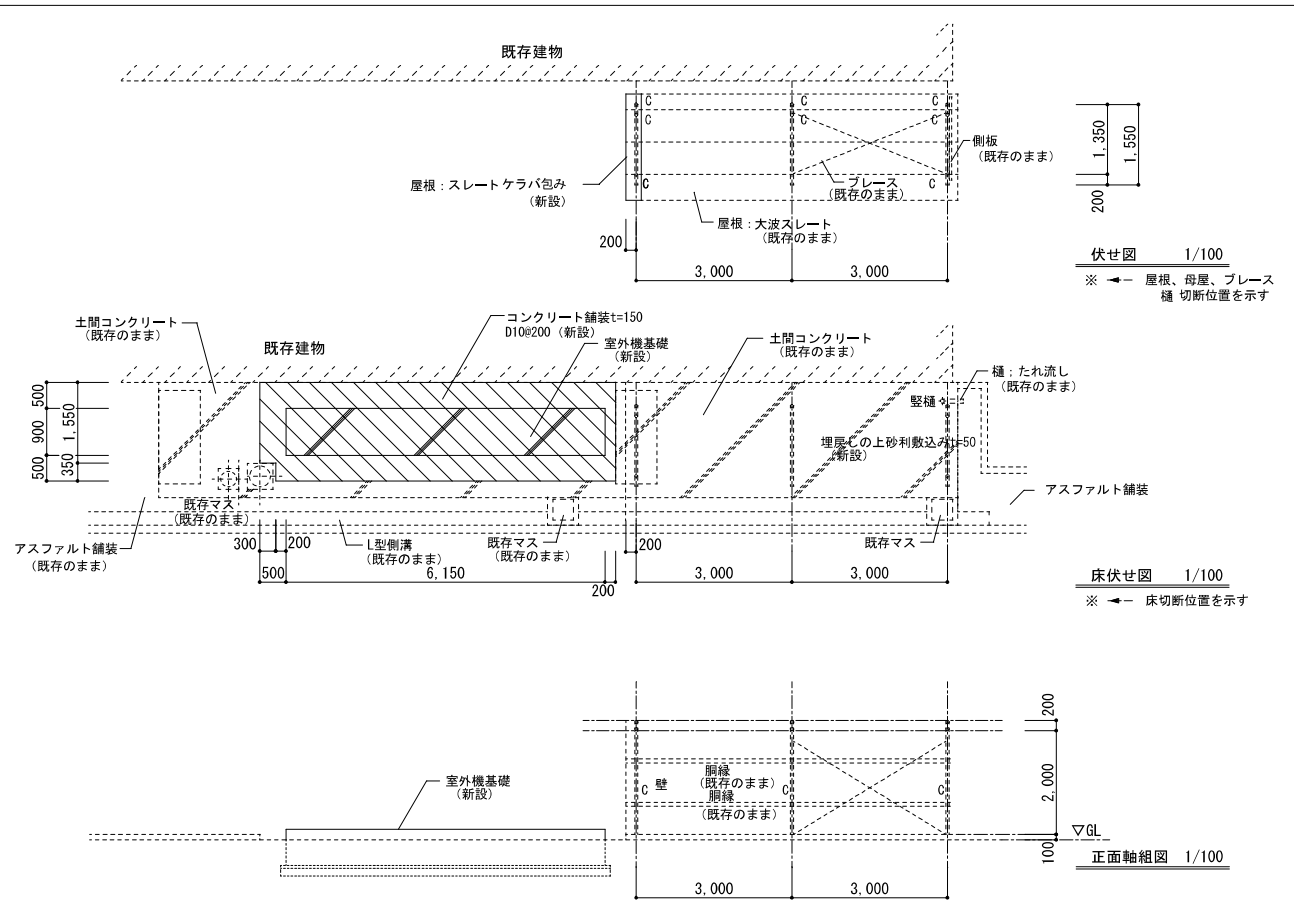 既存建物
C
C
C
C
C
C
C
C
側板
(既存のまま)
1,350
1,550
200
屋根：スレートケラバ包み
(新設)
ブレース
(既存のまま)
屋根：大波スレート
(既存のまま)
200
3,000
3,000
伏せ図 1/100
※ ◄− 屋根、母屋、ブレース
樋 切断位置を示す
土間コンクリート
(既存のまま)
既存建物
コンクリート舗装t=150
D10@200 (新設)
室外機基礎
(新設)
土間コンクリート
(既存のまま)
樋；たれ流し
(既存のまま)
竪樋
500
900
500
1,550
350
埋戻しの上砂利敷込みt=50
(新設)
既存マス
(既存のまま)
アスファルト舗装
アスファルト舗装
(既存のまま)
300
200
L型側溝
(既存のまま)
既存マス
(既存のまま)
200
既存マス
500
6,150
200
3,000
3,000
床伏せ図 1/100
※ ◄− 床切断位置を示す
200
2,000
100
胴縁
(既存のまま)
胴縁
(既存のまま)
C
壁
C
C
室外機基礎
(新設)
▽GL
正面軸組図 1/100
3,000
3,000